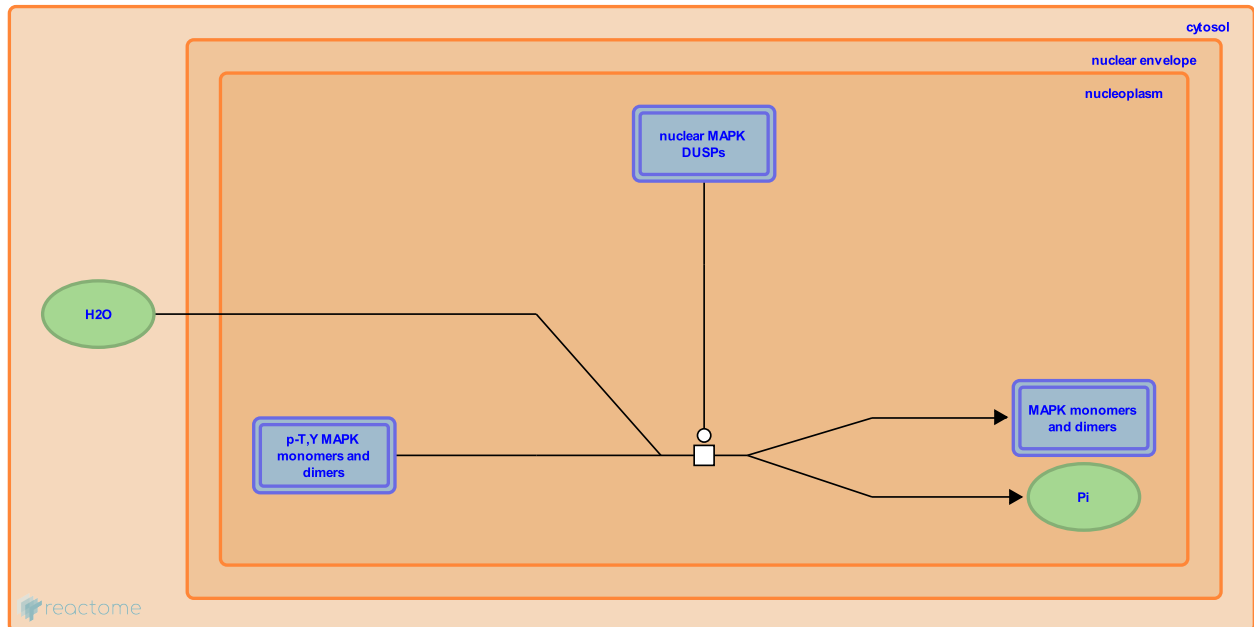 cytosol
nuclear envelope
nucleoplasm
nuclear MAPK
DUSPs
H2O
p-T,Y MAPK
monomers and
dimers
MAPK monomers
and dimers
Pi
reactome